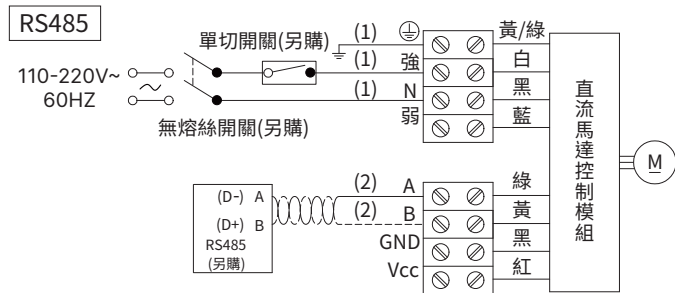 RS485
單切開關(另購)
110-220V~
60HZ
無熔絲開關(另購)
(1)
(1) 強
(1) N
弱
黃/綠
白
黑
藍
直流馬達控制模組
M
(D-) A
(D+) B
RS485
(另購)
(2) A
(2) B
GND
Vcc
綠
黃
黑
紅